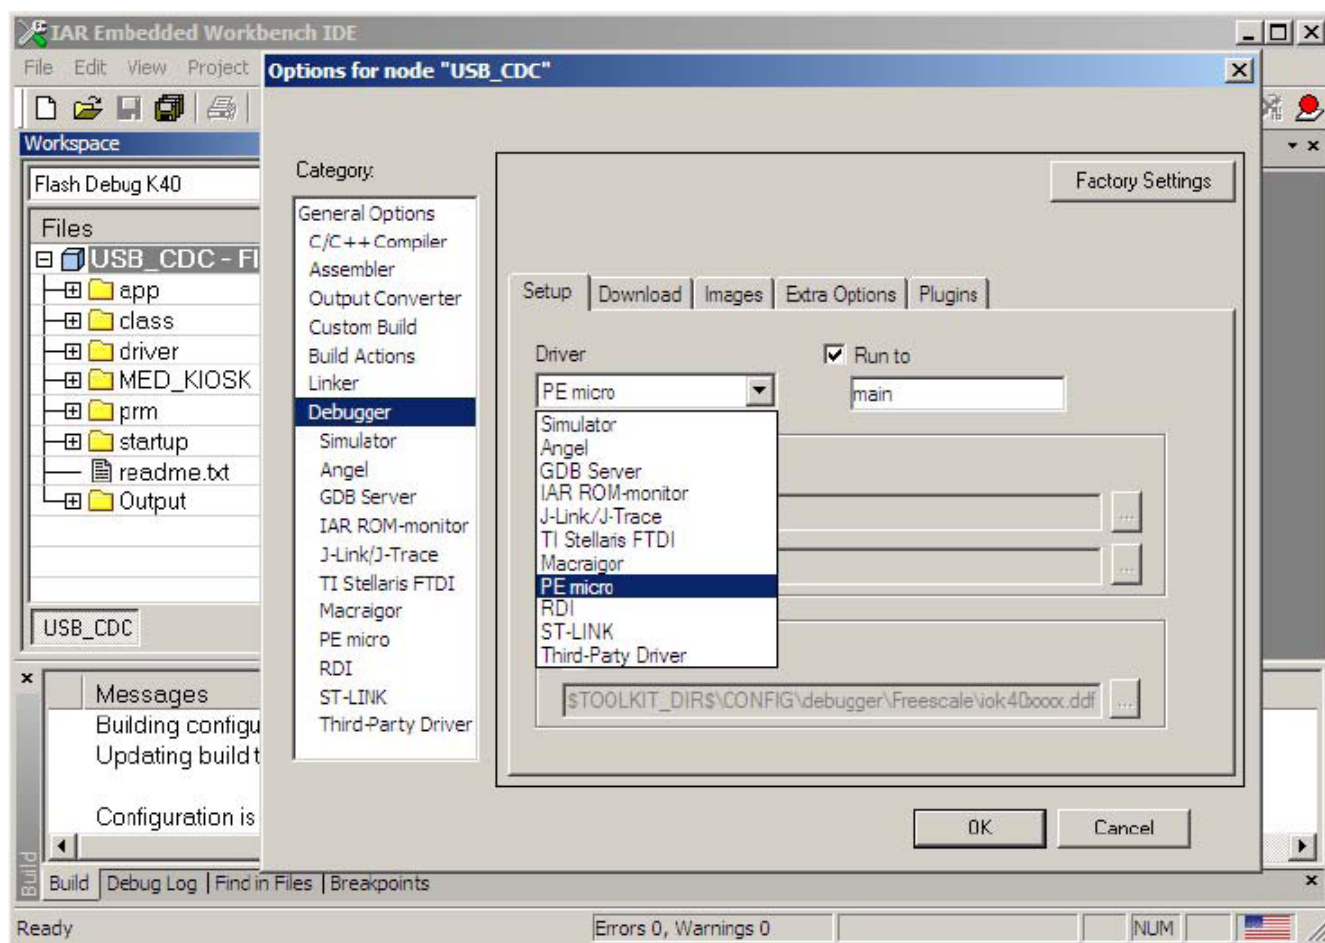 IAR Embedded Workbench IDE
File Edit View Project
Options for node "USB_CDC"
Workspace
Flash Debug K40
Files
USB_CDC - Fl
app
class
driver
MED_KIOSK
prm
startup
readme.txt
Output
USB_CDC
Category:
General Options
C/C++ Compiler
Assembler
Output Converter
Custom Build
Build Actions
Linker
Debugger
Simulator
Angel
GDB Server
IAR ROM-monitor
J-Link/J-Trace
TI Stellaris FTDI
Macraigor
PE micro
RDI
ST-LINK
Third-Party Driver
Factory Settings
Setup Download Images Extra Options Plugins
Driver
Run to
PE micro
main
Simulator
Angel
GDB Server
IAR ROM-monitor
J-Link/J-Trace
TI Stellaris FTDI
Macraigor
PE micro
RDI
ST-LINK
Third-Party Driver
...
...
$TOOLKIT_DIR$\CONFIG\debugger\Freescale\iok40xxxx.ddf ...
OK Cancel
Messages
Building configu
Updating build t
Configuration is
Build
Build Debug Log Find in Files Breakpoints
Ready
Errors 0, Warnings 0
NUM